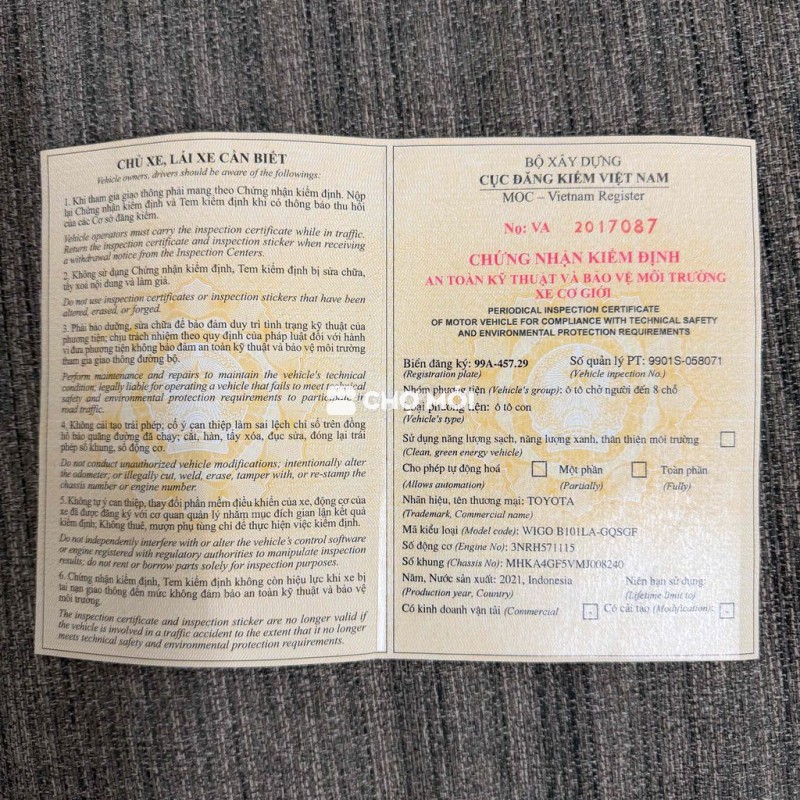 CHỦ XE, LÁI XE CẦN BIẾT
Vehicle owners, drivers should be aware of the followings:
1. Khi tham gia giao thông phải mang theo Chứng nhận kiểm định. Nộp
lại Chứng nhận kiểm định và Tem kiểm định khi có thông báo thu hồi
của các Cơ sở đăng kiểm.
Vehicle operators must carry the inspection certificate while in traffic.
Return the inspection certificate and inspection sticker when receiving
a withdrawal notice from the Inspection Centers.
2. Không sử dụng Chứng nhận kiểm định, Tem kiểm định bị sửa chữa,
tẩy xoá nội dung và làm giả.
Do not use inspection certificates or inspection stickers that have been
altered, erased, or forged.
3. Phải bảo dưỡng, sửa chữa để bảo đảm duy trì tình trạng kỹ thuật của
phương tiện; chịu trách nhiệm theo quy định của pháp luật đối với hành
vi đưa phương tiện không bảo đảm an toàn kỹ thuật và bảo vệ môi trường
tham gia giao thông đường bộ.
Perform maintenance and repairs to maintain the vehicle's technical
condition; legally liable for operating a vehicle that fails to meet technical
safety and environmental protection requirements to participate in
road traffic.
4. Không cải tạo trái phép; cố ý can thiệp làm sai lệch chỉ số trên đồng
hồ báo quãng đường đã chạy; cắt, hàn, tẩy xóa, đục sửa, đóng lại trái
phép số khung, số động cơ.
Do not conduct unauthorized vehicle modifications; intentionally alter
the odometer; or illegally cut, weld, erase, tamper with, or re-stamp the
chassis number or engine number.
5. Không tự ý can thiệp, thay đổi phần mềm điều khiển của xe, động cơ của
xe đã được đăng ký với cơ quan quản lý nhằm mục đích gian lận kết quả
kiểm định; Không thuê, mượn phụ tùng chỉ để thực hiện việc kiểm định.
Do not independently interfere with or alter the vehicle's control software
or engine registered with regulatory authorities to manipulate inspection
results; do not rent or borrow parts solely for inspection purposes.
6. Chứng nhận kiểm định, Tem kiểm định không còn hiệu lực khi xe bị
tai nạn giao thông đến mức không đảm bảo an toàn kỹ thuật và bảo vệ
môi trường.
The inspection certificate and inspection sticker are no longer valid if
the vehicle is involved in a traffic accident to the extent that it no longer
meets technical safety and environmental protection requirements.
BỘ XÂY DỰNG
CỤC ĐĂNG KIỂM VIỆT NAM
MOC – Vietnam Register
No: VA 2017087
CHỨNG NHẬN KIỂM ĐỊNH
AN TOÀN KỸ THUẬT VÀ BẢO VỆ MÔI TRƯỜNG
XE CƠ GIỚI
PERIODICAL INSPECTION CERTIFICATE
OF MOTOR VEHICLE FOR COMPLIANCE WITH TECHNICAL SAFETY
AND ENVIRONMENTAL PROTECTION REQUIREMENTS
Biển đăng ký: 99A-457.29 Số quản lý PT: 9901S-058071
(Registration plate) (Vehicle inspection No.)
Nhóm phương tiện (Vehicle's group): ô tô chở người đến 8 chỗ
Loại phương tiện: ô tô con
(Vehicle's type)
CHỢ MỚI
Sử dụng năng lượng sạch, năng lượng xanh, thân thiện môi trường
(Clean, green energy vehicle)
Cho phép tự động hoá Một phần Toàn phần
(Allows automation) (Partially) (Fully)
Nhãn hiệu, tên thương mại: TOYOTA
(Trademark, Commercial name)
Mã kiểu loại (Model code): WIGO B101LA-GQSGF
Số động cơ (Engine No): 3NRH571115
Số khung (Chassis No): MHKA4GF5VMJ008240
Năm, Nước sản xuất: 2021, Indonesia Niên hạn sử dụng:
(Production year, Country) (Lifetime limit to)
Có kinh doanh vận tải (Commercial Có cải tạo (Modification):